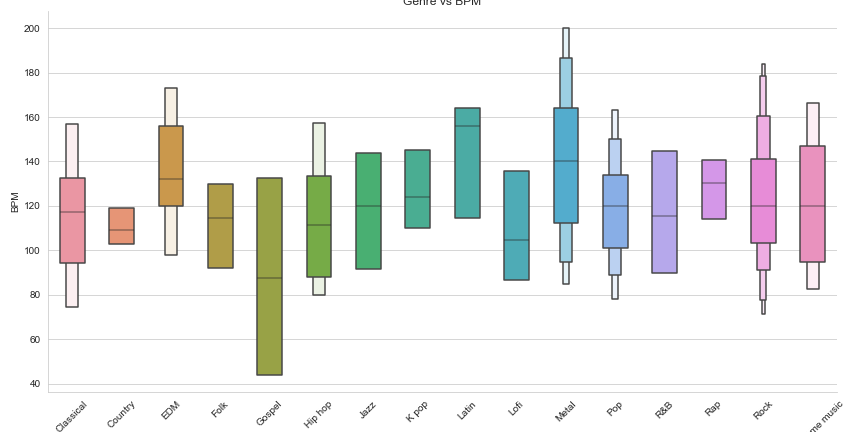 Genre vs BPM
200
180
160
140
120
100
80
60
40
BPM
Classical
Country
EDM
Folk
Gospel
Hip hop
Jazz
K pop
Latin
Lofi
Metal
Pop
R&B
Rap
Rock
me music